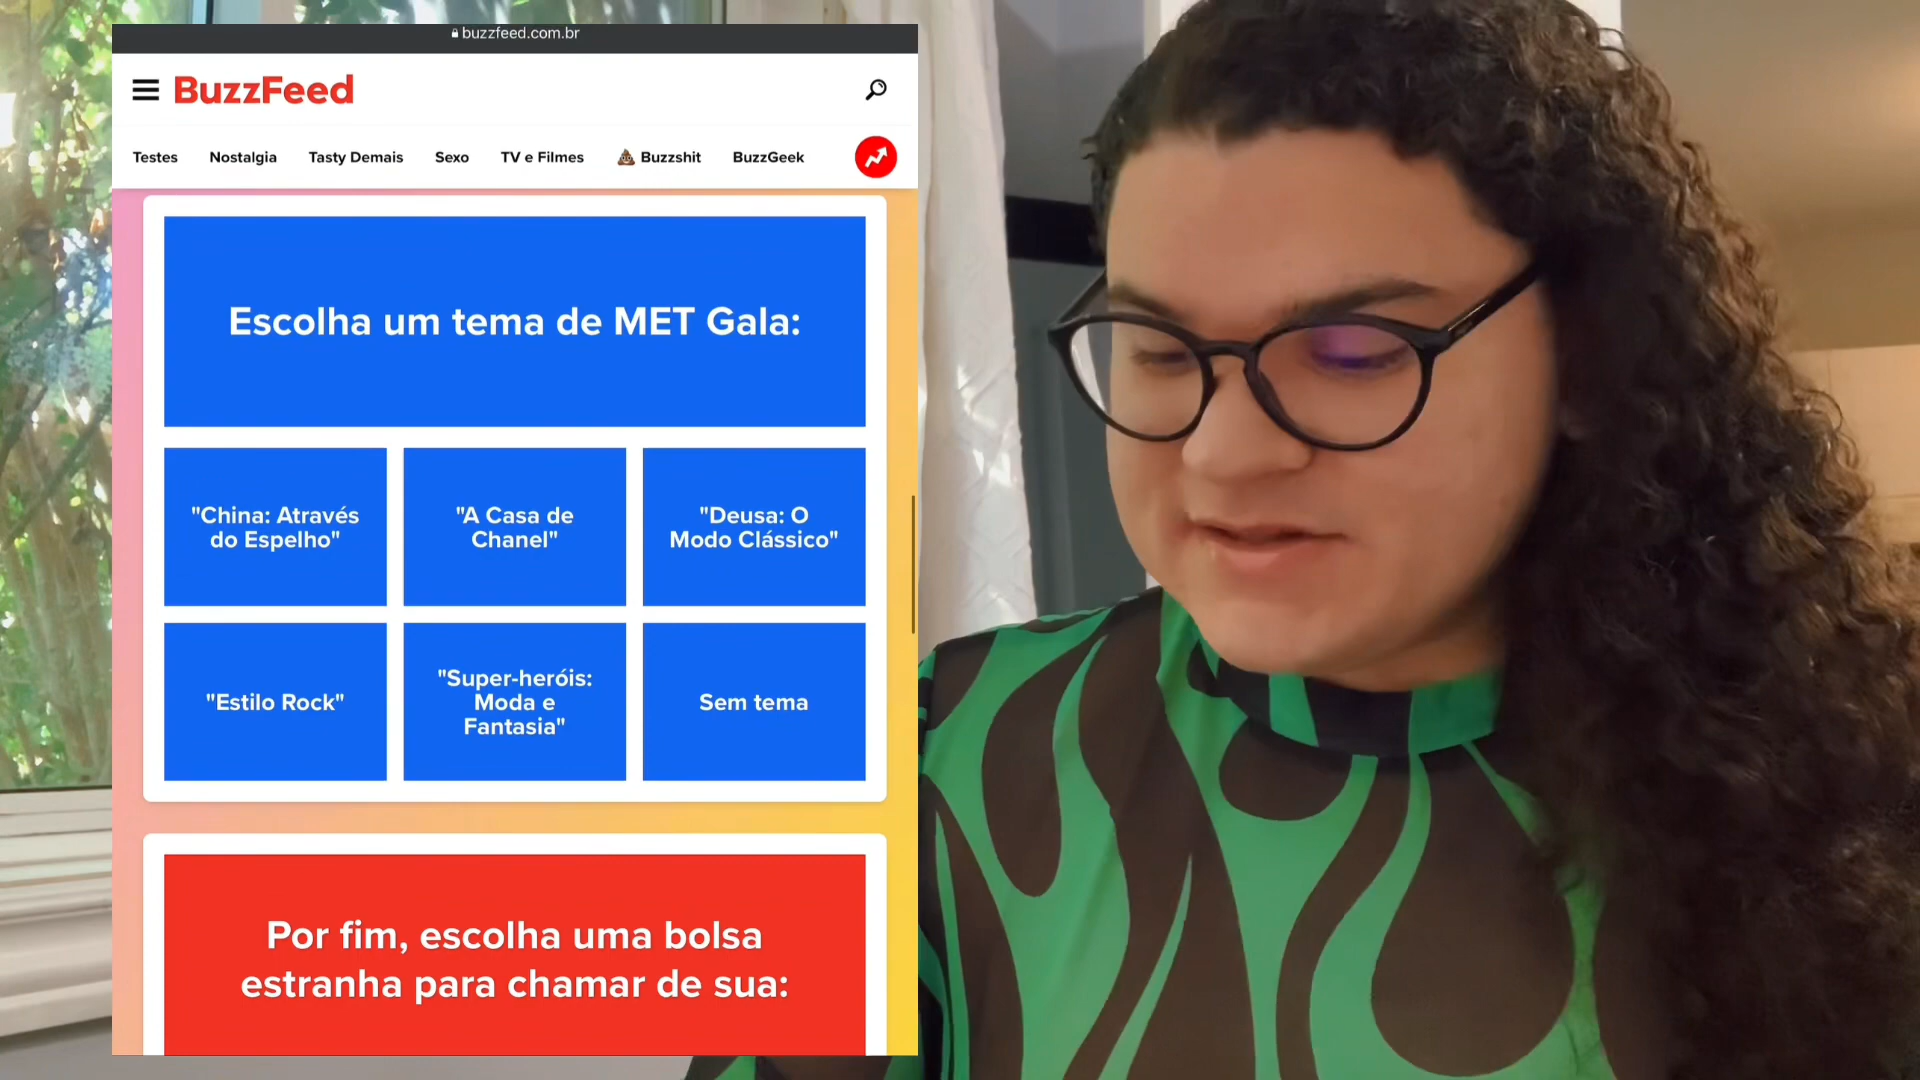 buzzfeed.com.br
BuzzFeed
Testes Nostalgia Tasty Demais Sexo TV e Filmes 💩 Buzzshit BuzzGeek
Escolha um tema de MET Gala:
"China: Através
do Espelho"
"A Casa de
Chanel"
"Deusa: O
Modo Clássico"
"Estilo Rock"
"Super-heróis:
Moda e
Fantasia"
Sem tema
Por fim, escolha uma bolsa
estranha para chamar de sua: